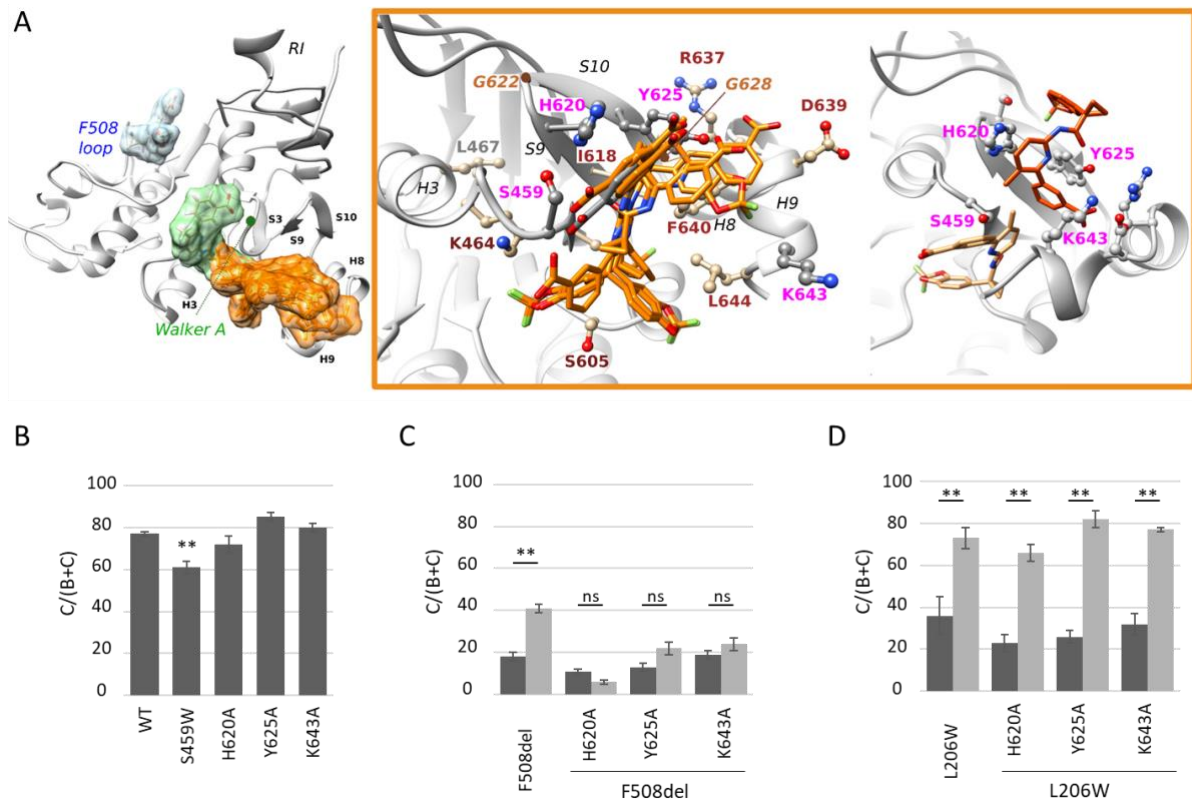 A
RI
F508
loop
S3
S10
S9
H8
H3
Walker A
H9
S10
R637
G622
G628
H620
Y625
D639
I618
L467
S9
H3
S459
H9
H8
F640
K464
L644
K643
S605
H620
Y625
S459
K643
B
C/(B+C)
100
80
60
40
20
0
**
WT
S459W
H620A
Y625A
K643A
C
C/(B+C)
100
80
60
40
20
0
**
ns
ns
ns
F508del
H620A
Y625A
K643A
F508del
D
C/(B+C)
100
80
60
40
20
0
**
**
**
**
L206W
H620A
Y625A
K643A
L206W